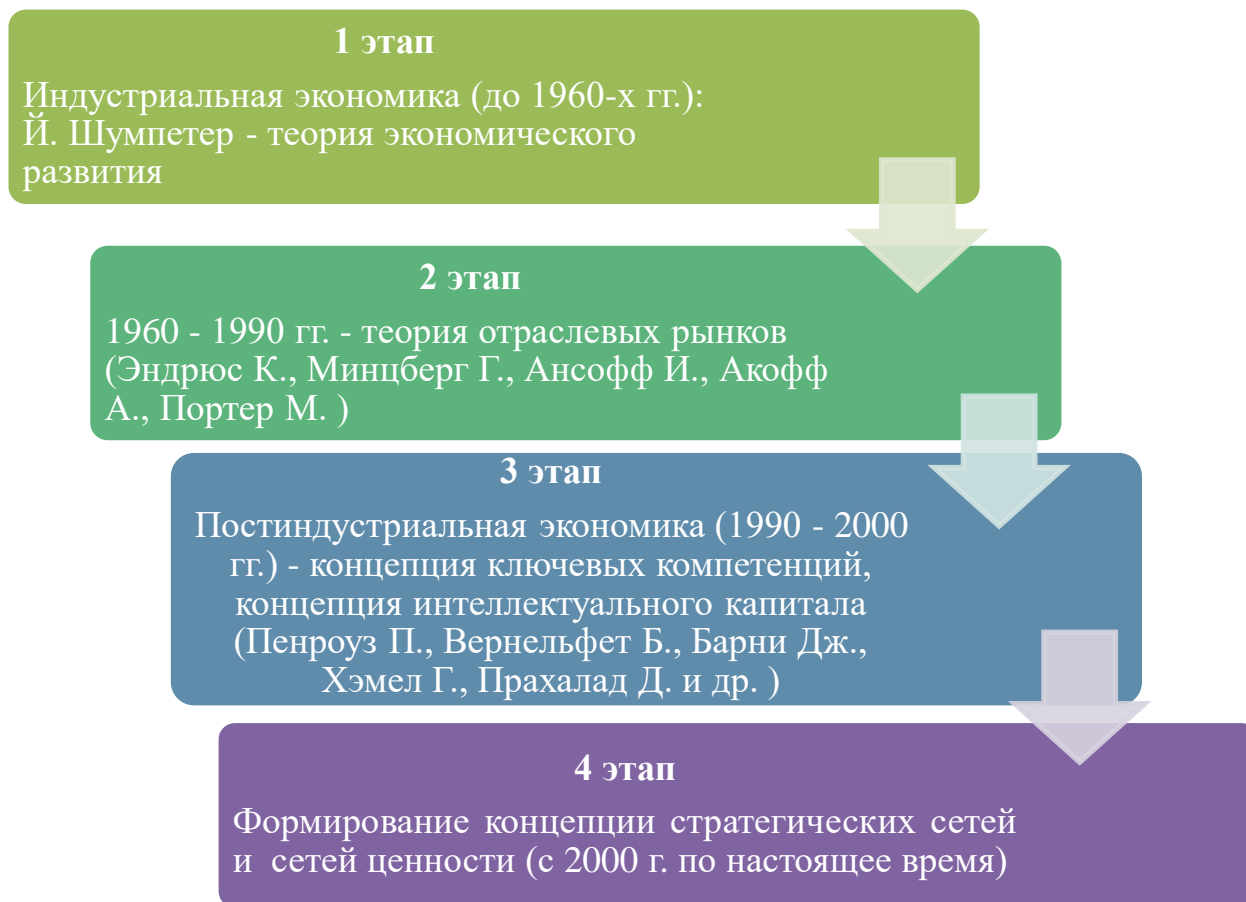 1 этап
Индустриальная экономика (до 1960-х гг.):
Й. Шумпетер - теория экономического
развития
2 этап
1960 - 1990 гг. - теория отраслевых рынков
(Эндрюс К., Минцберг Г., Ансофф И., Акофф
А., Портер М. )
3 этап
Постиндустриальная экономика (1990 - 2000
гг.) - концепция ключевых компетенций,
концепция интеллектуального капитала
(Пенроуз П., Вернельфет Б., Барни Дж.,
Хэмел Г., Прахалад Д. и др. )
4 этап
Формирование концепции стратегических сетей
и сетей ценности (с 2000 г. по настоящее время)